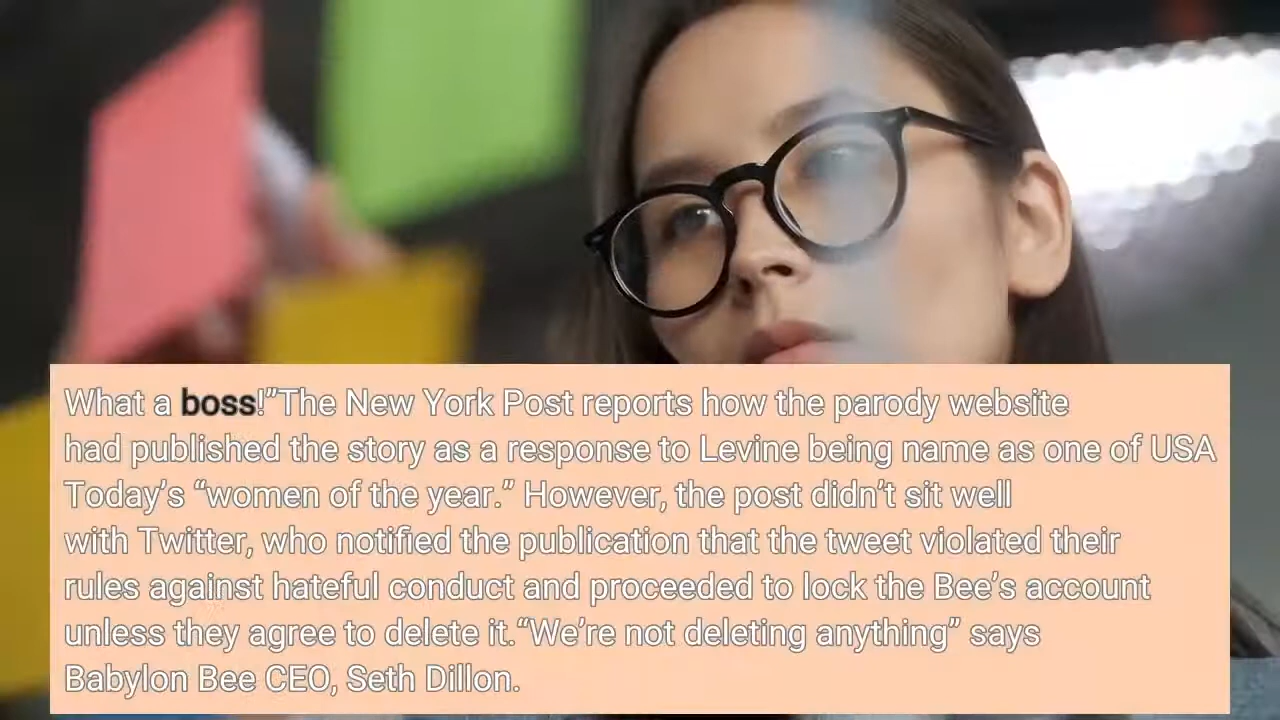 What a boss!”The New York Post reports how the parody website
had published the story as a response to Levine being name as one of USA
Today’s “women of the year.” However, the post didn’t sit well
with Twitter, who notified the publication that the tweet violated their
rules against hateful conduct and proceeded to lock the Bee’s account
unless they agree to delete it.“We’re not deleting anything” says
Babylon Bee CEO, Seth Dillon.